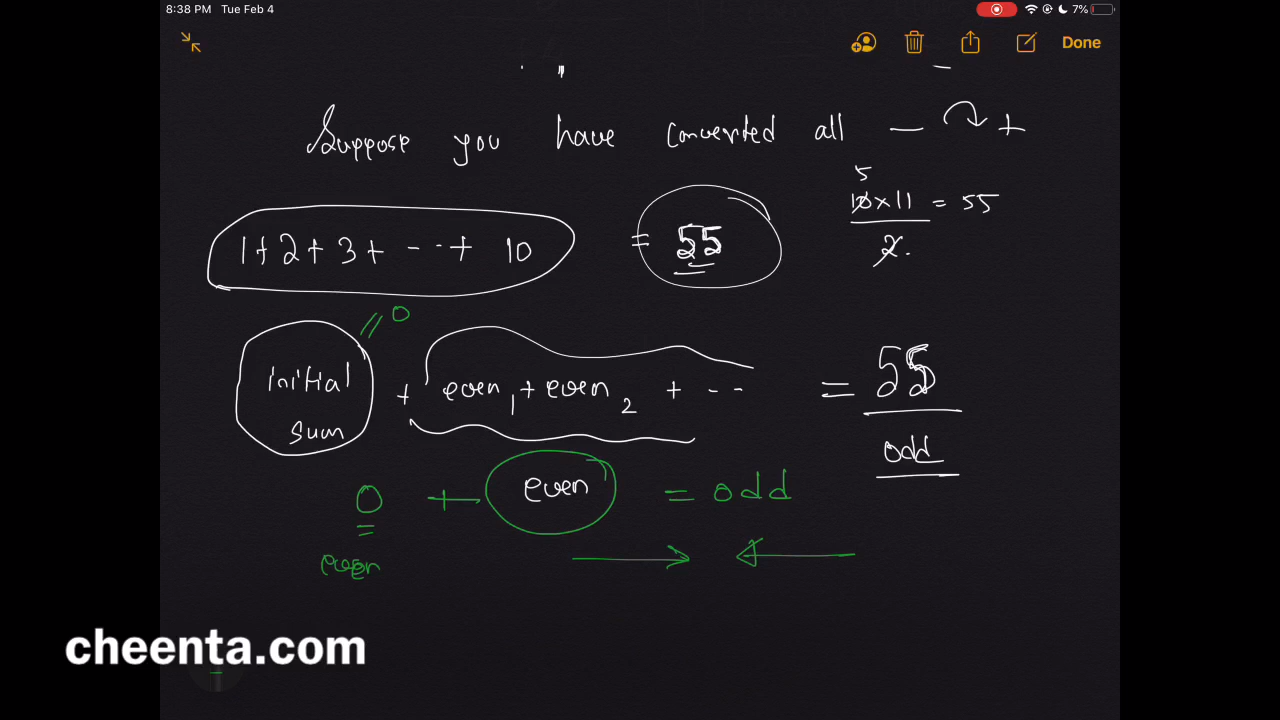 8:38 PM Tue Feb 4
7%
Done
Suppose you have converted all — ↷ +
5
10 × 11 = 55
2
1 + 2 + 3 + - -- + 10 = 55
// 0
initial sum + even1 + even2 + - -- = 55
odd
0 + even = odd
even
cheenta.com